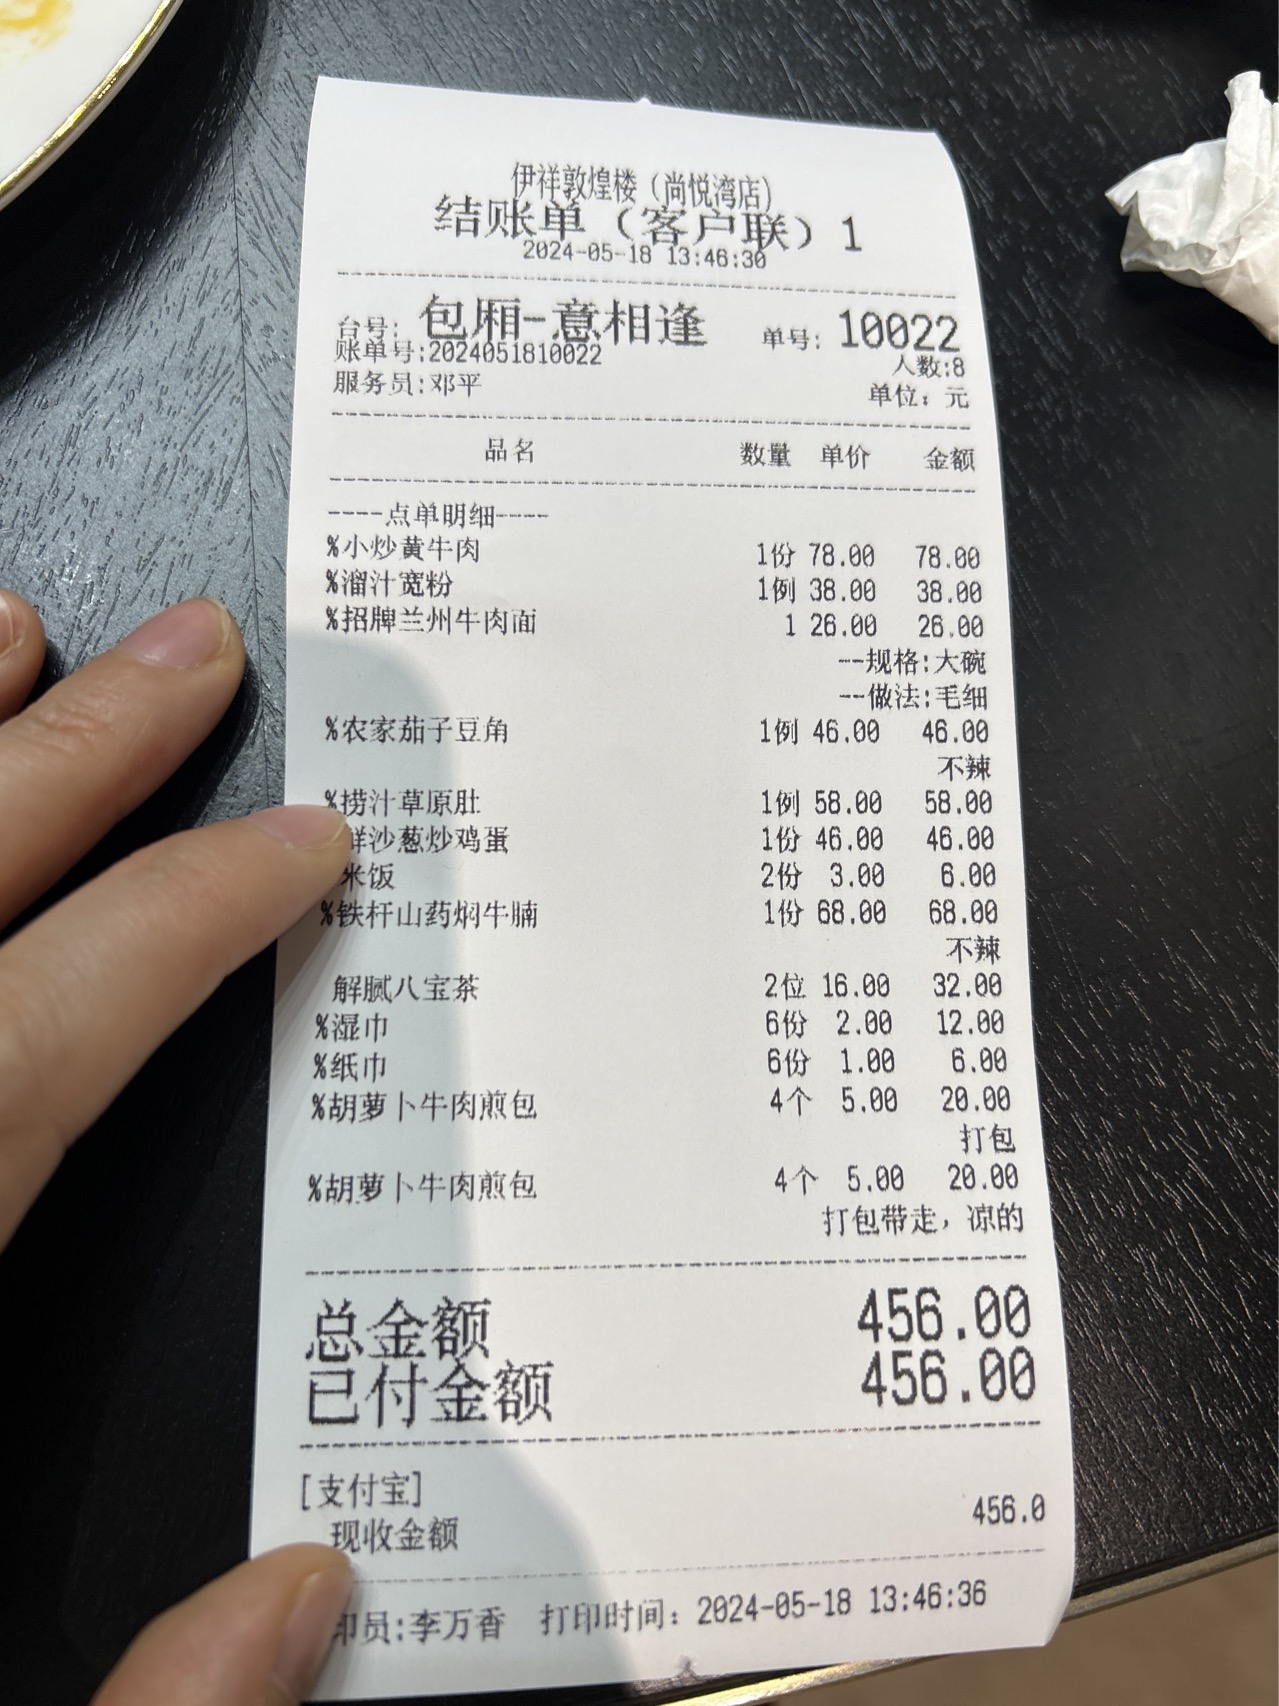 伊祥敦煌楼（尚悦湾店）
结账单（客户联）1
2024-05-18 13:46:30
台号: 包厢-意相逢 单号: 10022
账单号:2024051810022 人数:8
服务员:邓平 单位: 元
品名 数量 单价 金额
----点单明细----
%小炒黄牛肉 1份 78.00 78.00
%溜汁宽粉 1例 38.00 38.00
%招牌兰州牛肉面 1 26.00 26.00
--规格:大碗
--做法:毛细
%农家茄子豆角 1例 46.00 46.00
不辣
%捞汁草原肚 1例 58.00 58.00
沙葱炒鸡蛋 1份 46.00 46.00
米饭 2份 3.00 6.00
%铁杆山药焖牛腩 1份 68.00 68.00
不辣
解腻八宝茶 2位 16.00 32.00
%湿巾 6份 2.00 12.00
%纸巾 6份 1.00 6.00
%胡萝卜牛肉煎包 4个 5.00 20.00
打包
%胡萝卜牛肉煎包 4个 5.00 20.00
打包带走，凉的
总金额 456.00
已付金额 456.00
[支付宝]
现收金额 456.0
印员:李万香 打印时间: 2024-05-18 13:46:36